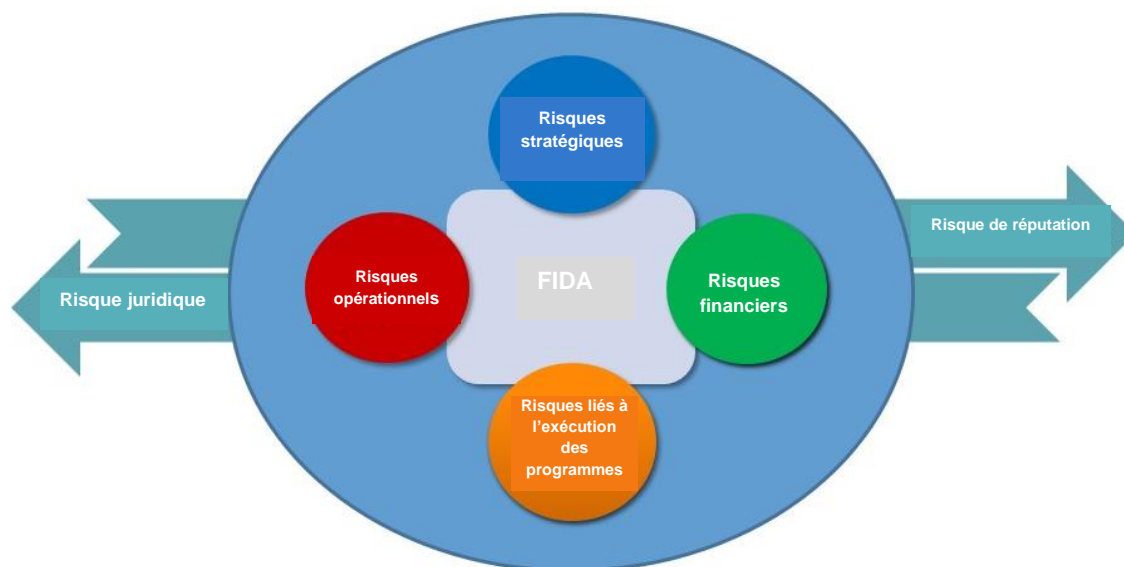 Risques
stratégiques
Risque de réputation
Risques
opérationnels
FIDA
Risques
financiers
Risque juridique
Risques liés à
l’exécution
des
programmes